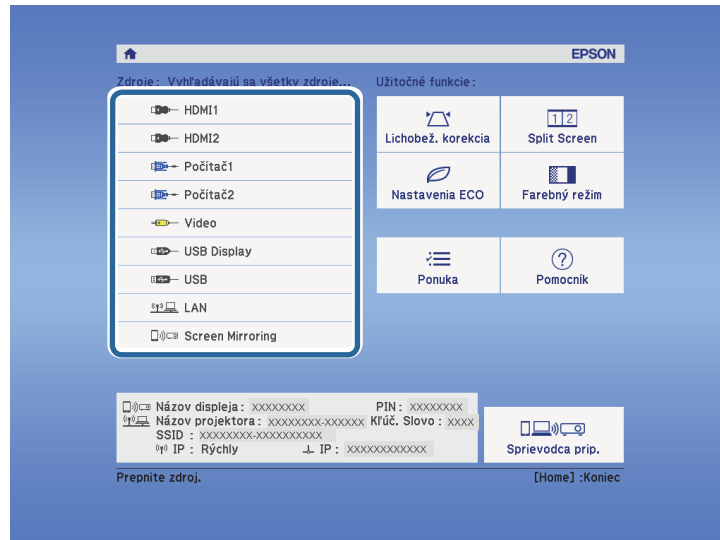 EPSON
Zdroje : Vyhľadávajú sa všetky zdroje...
HDMI1
HDMI2
Počítač1
Počítač2
Video
USB Display
USB
LAN
Screen Mirroring
Užitočné funkcie :
Lichobež. korekcia
1 2
Split Screen
Nastavenia ECO
Farebný režim
Ponuka
?
Pomocník
Názov displeja : XXXXXXXX PIN : XXXXXXXX
Názov projektora : XXXXXXXX-XXXXXX Kľúč. Slovo : XXXX
SSID : XXXXXXXX-XXXXXXXXXX
IP : Rýchly IP : XXXXXXXXXXXX
Sprievodca prip.
Prepnite zdroj. [Home] :Koniec